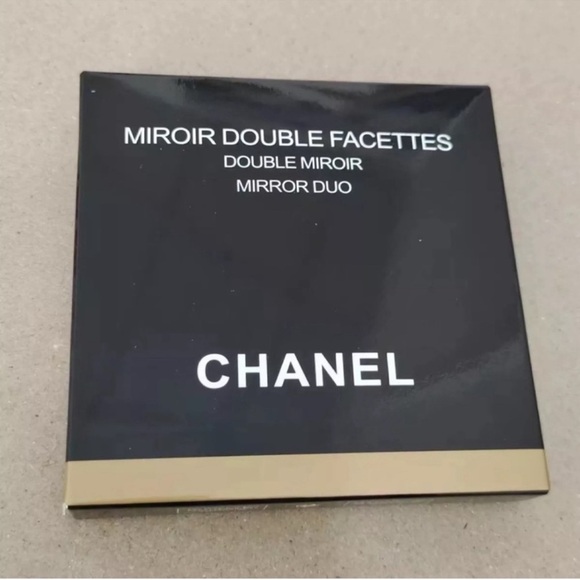 MIROIR DOUBLE FACETTES
DOUBLE MIROIR
MIRROR DUO
CHANEL